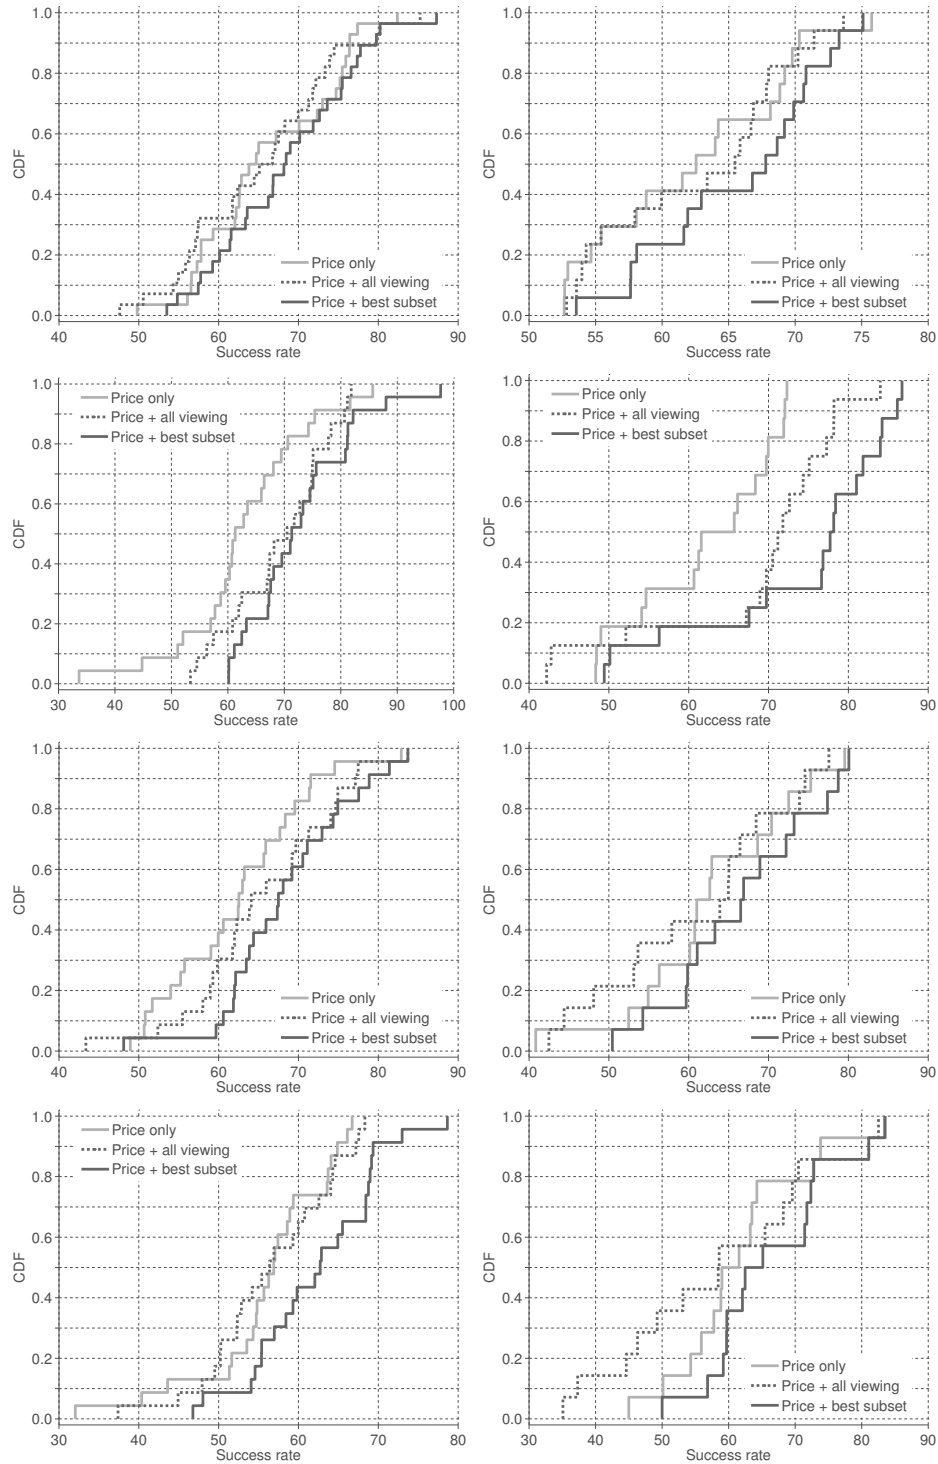 1.0
0.8
0.6
0.4
0.2
0.0
CDF
40 50 60 70 80 90
Success rate
Price only
Price + all viewing
Price + best subset
1.0
0.8
0.6
0.4
0.2
0.0
CDF
50 55 60 65 70 75 80
Success rate
Price only
Price + all viewing
Price + best subset
1.0
0.8
0.6
0.4
0.2
0.0
CDF
30 40 50 60 70 80 90 100
Success rate
Price only
Price + all viewing
Price + best subset
1.0
0.8
0.6
0.4
0.2
0.0
CDF
40 50 60 70 80 90
Success rate
Price only
Price + all viewing
Price + best subset
1.0
0.8
0.6
0.4
0.2
0.0
CDF
40 50 60 70 80 90
Success rate
Price only
Price + all viewing
Price + best subset
1.0
0.8
0.6
0.4
0.2
0.0
CDF
40 50 60 70 80 90
Success rate
Price only
Price + all viewing
Price + best subset
1.0
0.8
0.6
0.4
0.2
0.0
CDF
30 40 50 60 70 80
Success rate
Price only
Price + all viewing
Price + best subset
1.0
0.8
0.6
0.4
0.2
0.0
CDF
30 40 50 60 70 80 90
Success rate
Price only
Price + all viewing
Price + best subset